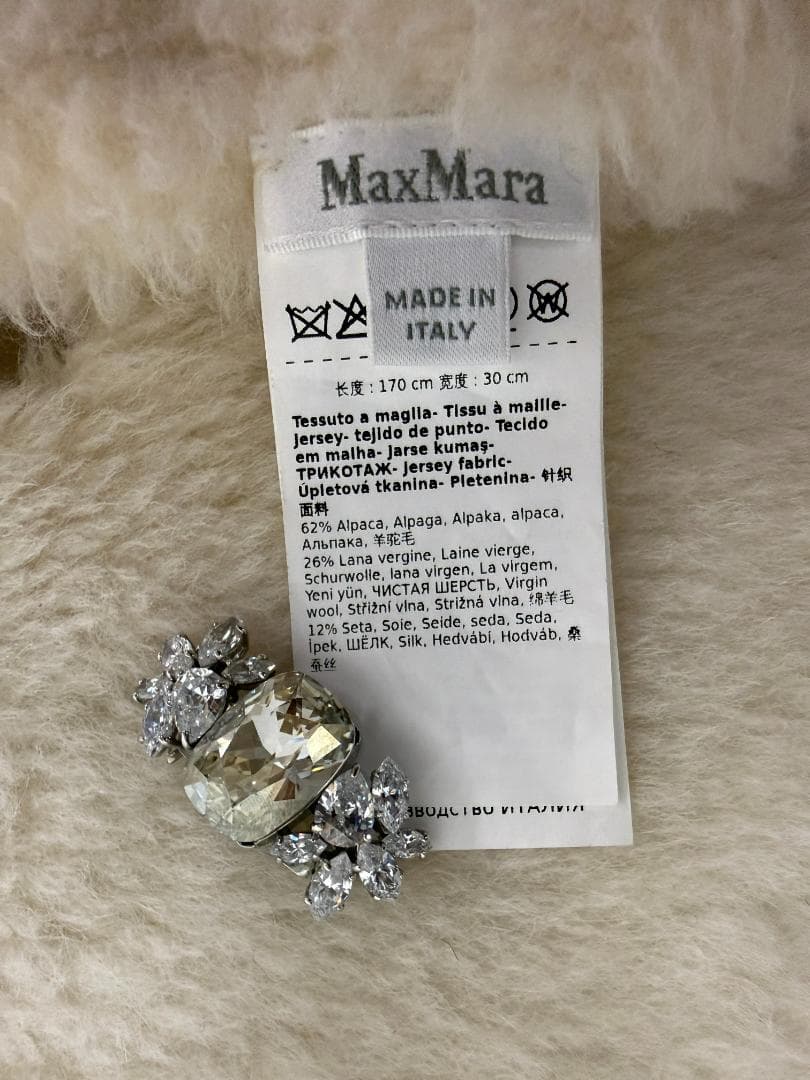 MaxMara
MADE IN
ITALY
长度 : 170 cm 宽度 : 30 cm
Tessuto a maglia- Tissu à maille-
Jersey- tejido de punto- Tecido
em malha- Jarse kumaş-
ТРИКОТАЖ- Jersey fabric-
Úpletová tkanina- Pletenina- 针织
面料
62% Alpaca, Alpaga, Alpaka, alpaca,
Альпака, 羊驼毛
26% Lana vergine, Laine vierge,
Schurwolle, lana virgen, La virgem,
Yeni yün, ЧИСТАЯ ШЕРСТЬ, Virgin
wool, Střižní vlna, Strižná vlna, 绵羊毛
12% Seta, Soie, Seide, seda, Seda,
İpek, ШЁЛК, Silk, Hedvábí, Hodváb, 桑
蚕丝
ИТАЛИЯ